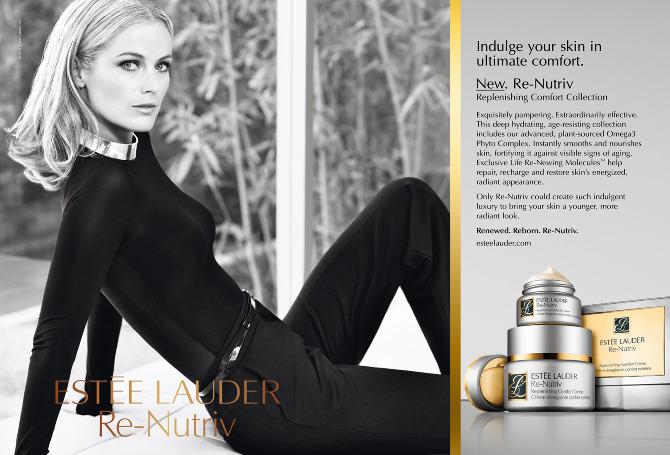 ESTĒE LAUDER
Re-Nutriv
Indulge your skin in
ultimate comfort.
New. Re-Nutriv
Replenishing Comfort Collection
Exquisitely pampering. Extraordinarily effective.
This deep hydrating, age-resisting collection
includes our advanced, plant-sourced Omega3
Phyto Complex. Instantly smooths and nourishes
skin, fortifying it against visible signs of aging.
Exclusive Life Re-Newing Molecules™ help
repair, recharge and restore skin's energized,
radiant appearance.
Only Re-Nutriv could create such indulgent
luxury to bring your skin a younger, more
radiant look.
Renewed. Reborn. Re-Nutriv.
esteelauder.com
ESTĒE LAUDER
Re-Nutriv
ESTĒE LAUDER
Re-Nutriv
Replenishing Comfort Creme
ESTĒE LAUDER
Re-Nutriv
Replenishing Comfort Creme